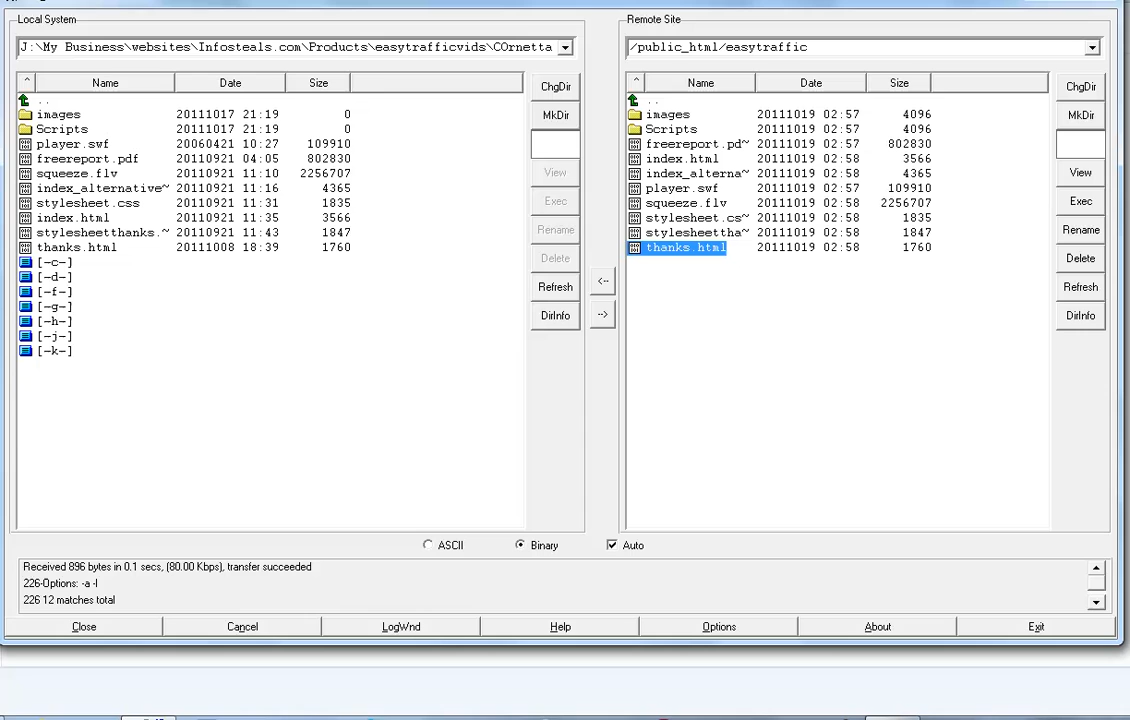 Local System
J:\My Business\websites\Infosteals.com\Products\easytrafficvids\COrnetta
^ Name Date Size
..
images 20111017 21:19 0
Scripts 20111017 21:19 0
player.swf 20060421 10:27 109910
freereport.pdf 20110921 04:05 802830
squeeze.flv 20110921 11:10 2256707
index_alternative~ 20110921 11:16 4365
stylesheet.css 20110921 11:31 1835
index.html 20110921 11:35 3566
stylesheetthanks.~ 20110921 11:43 1847
thanks.html 20111008 18:39 1760
[-c-]
[-d-]
[-f-]
[-g-]
[-h-]
[-j-]
[-k-]
ChgDir
MkDir
View
Exec
Rename
Delete
Refresh
DirInfo
<--
-->
Remote Site
/public_html/easytraffic
^ Name Date Size
..
images 20111019 02:57 4096
Scripts 20111019 02:57 4096
freereport.pd~ 20111019 02:57 802830
index.html 20111019 02:58 3566
index_alterna~ 20111019 02:58 4365
player.swf 20111019 02:57 109910
squeeze.flv 20111019 02:58 2256707
stylesheet.cs~ 20111019 02:58 1835
stylesheettha~ 20111019 02:58 1847
thanks.html 20111019 02:58 1760
ChgDir
MkDir
View
Exec
Rename
Delete
Refresh
DirInfo
ASCII Binary Auto
Received 896 bytes in 0.1 secs, (80.00 Kbps), transfer succeeded
226-Options: -a -l
226 12 matches total
Close Cancel LogWnd Help Options About Exit